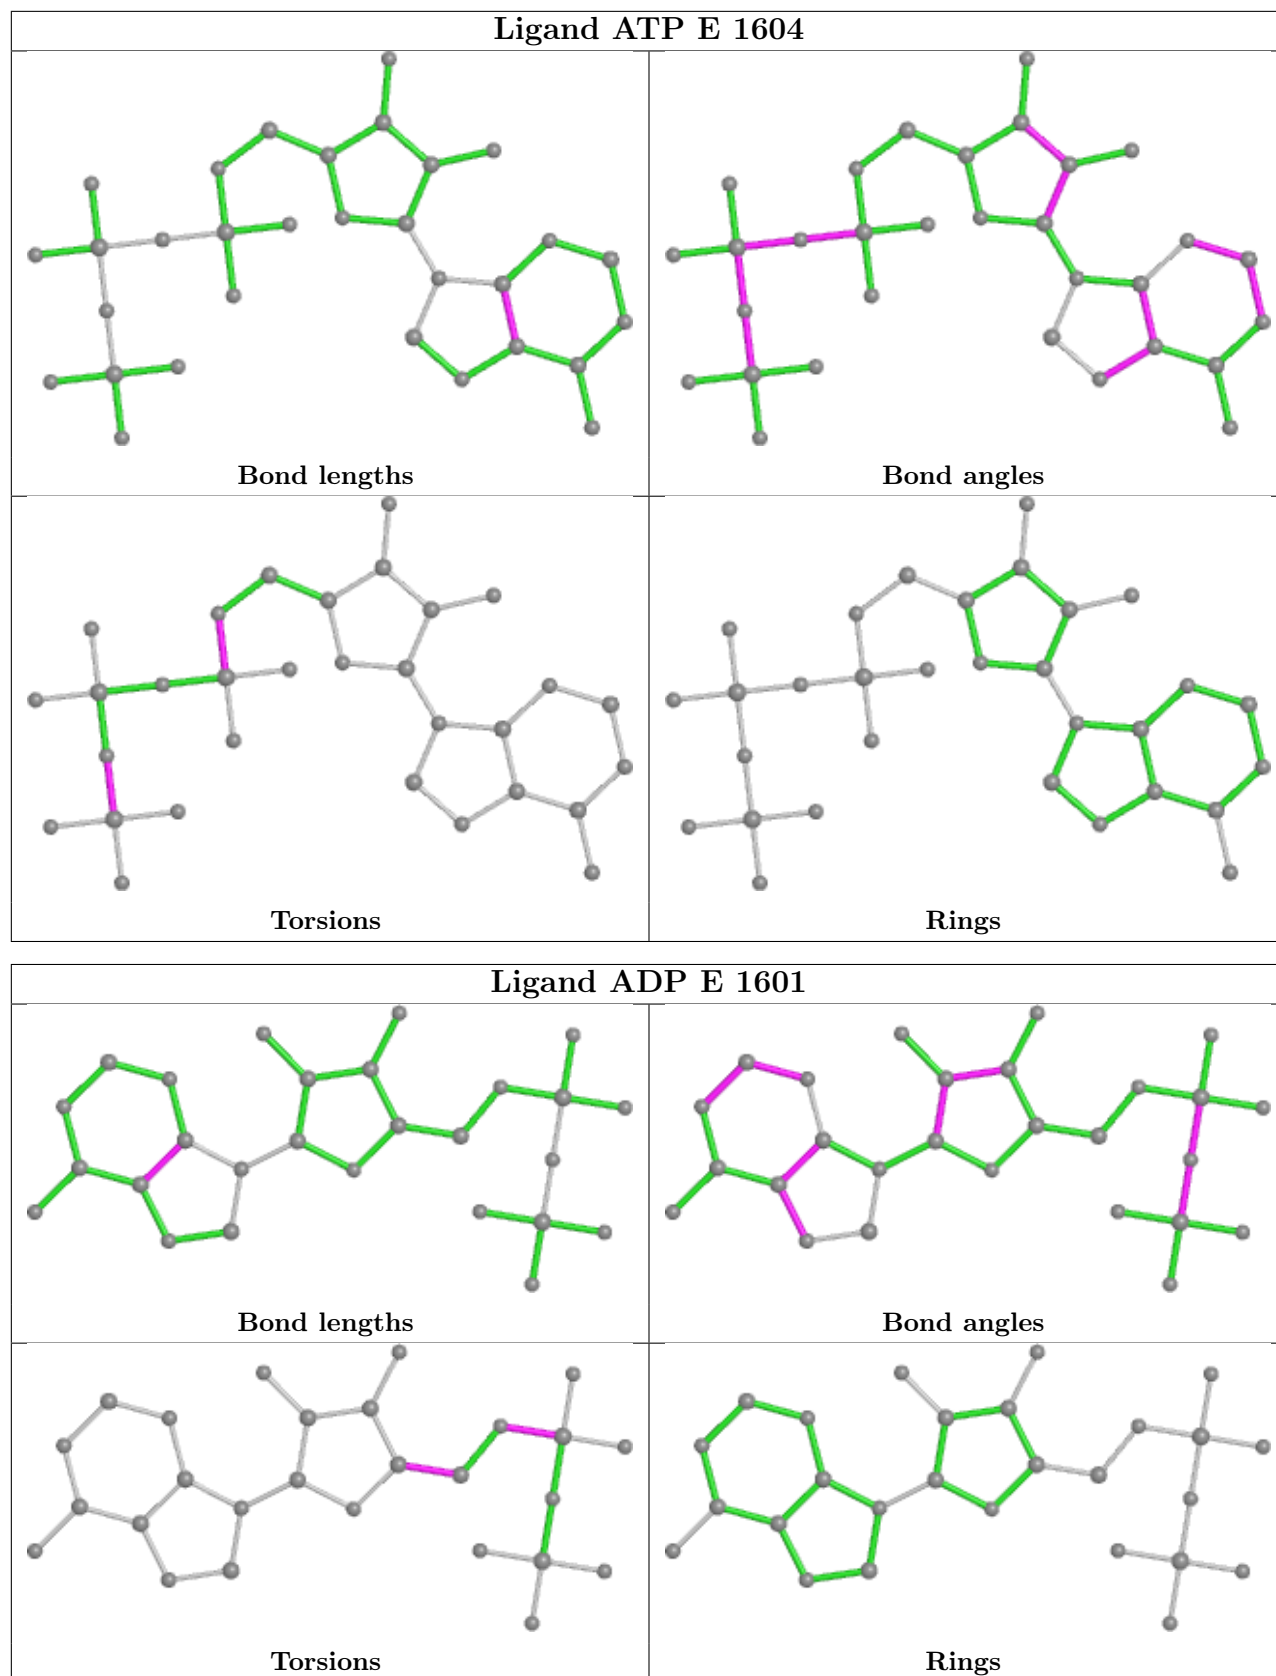 Ligand ATP E 1604
Bond lengths
Bond angles
Torsions
Rings
Ligand ADP E 1601
Bond lengths
Bond angles
Torsions
Rings